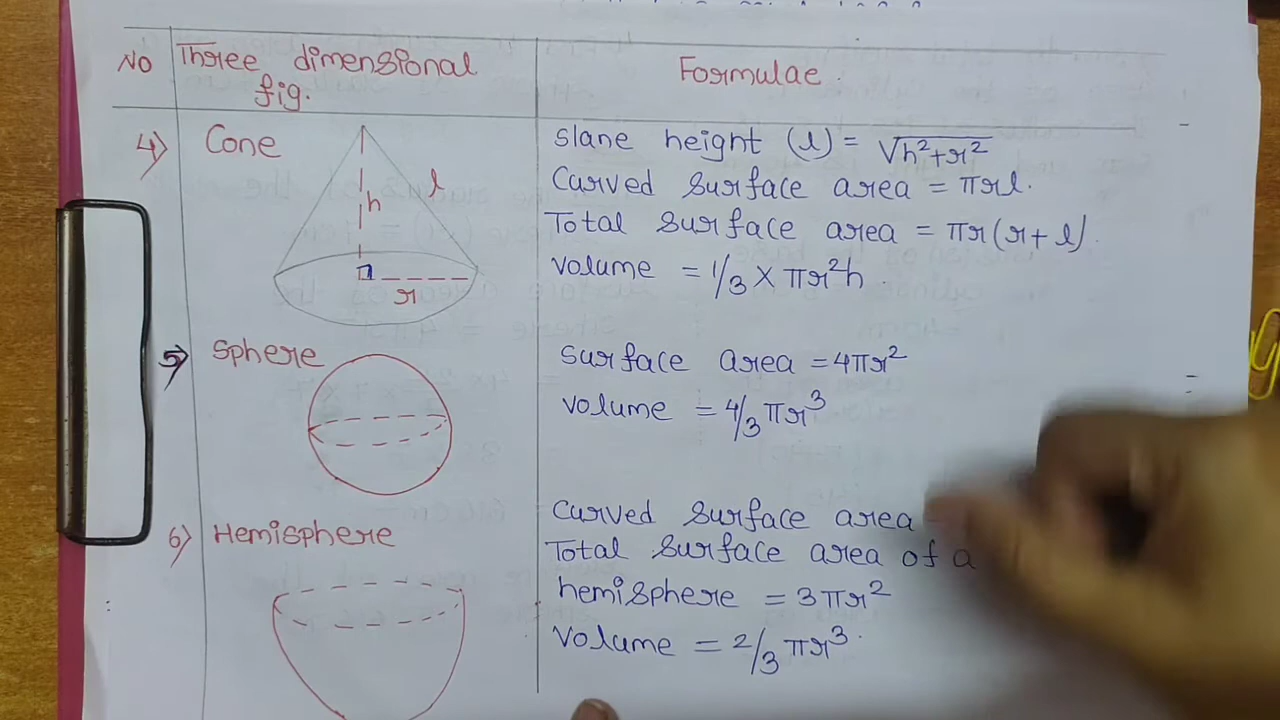 NO Three dimensional fig. Formulae.
4) Cone
h
l
r
Slane height (l) = √h²+r²
Curved surface area = πrl.
Total surface area = πr(r+l).
Volume = 1/3 × πr²h
5) Sphere
Surface area = 4πr²
Volume = 4/3 πr³
6) Hemisphere
Curved surface area
Total surface area of a
hemisphere = 3πr²
Volume = 2/3 πr³.